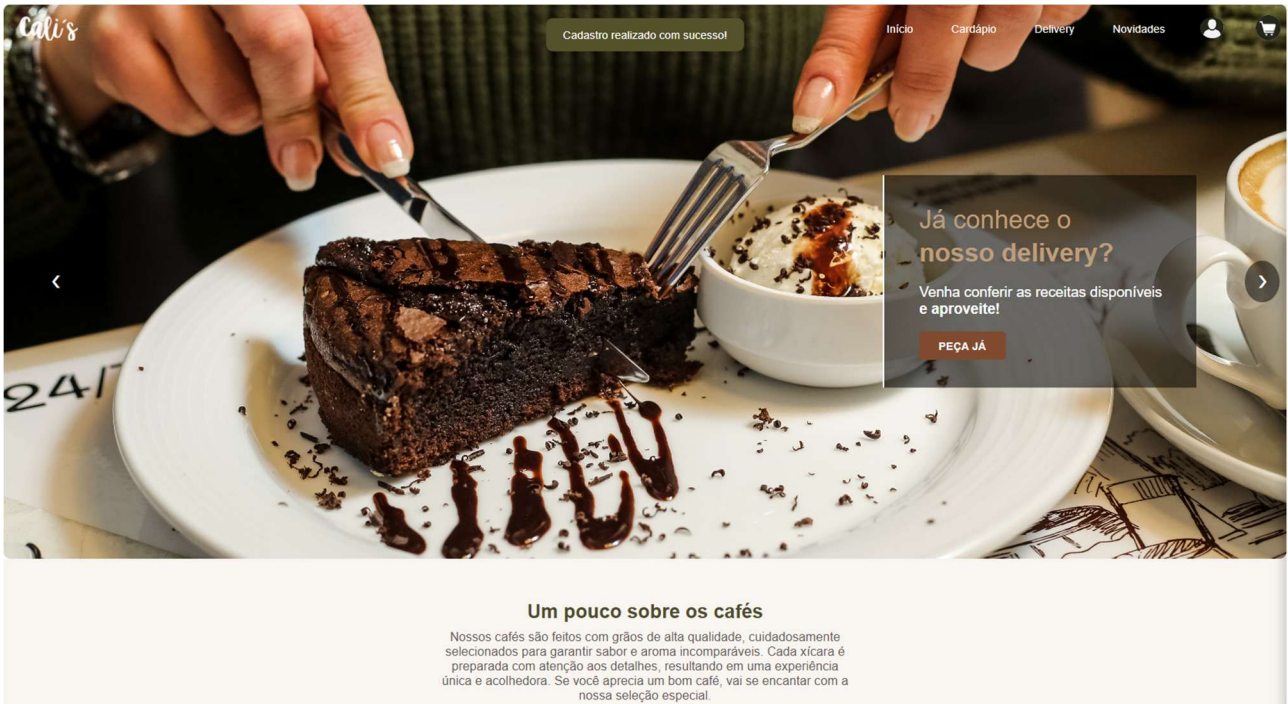 Cali´s
Cadastro realizado com sucesso!
Início Cardápio Delivery Novidades
Já conhece o
nosso delivery?
Venha conferir as receitas disponíveis
e aproveite!
PEÇA JÁ
24/
Um pouco sobre os cafés
Nossos cafés são feitos com grãos de alta qualidade, cuidadosamente
selecionados para garantir sabor e aroma incomparáveis. Cada xícara é
preparada com atenção aos detalhes, resultando em uma experiência
única e acolhedora. Se você aprecia um bom café, vai se encantar com a
nossa seleção especial.